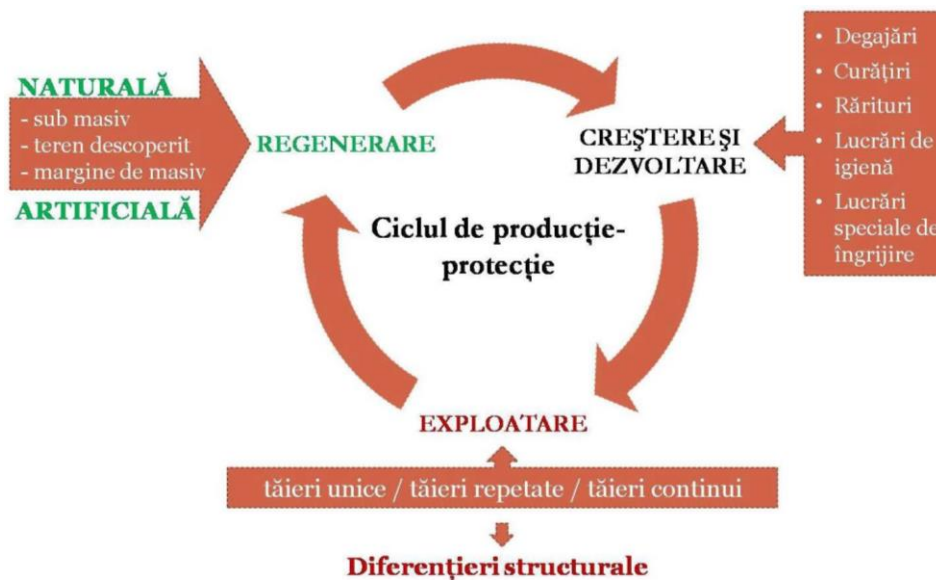 NATURALĂ
- sub masiv
- teren descoperit
- margine de masiv
ARTIFICIALĂ
REGENERARE
CREŞTERE ŞI
DEZVOLTARE
• Degajări
• Curăţiri
• Rărituri
• Lucrări de
igienă
• Lucrări
speciale de
îngrijire
Ciclul de producţie-
protecţie
EXPLOATARE
tăieri unice / tăieri repetate / tăieri continui
Diferenţieri structurale